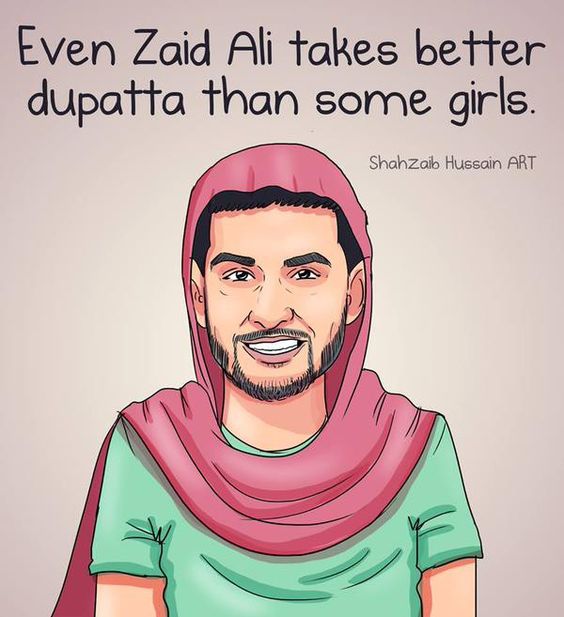 Even Zaid Ali takes better
dupatta than some girls.
Shahzaib Hussain ART